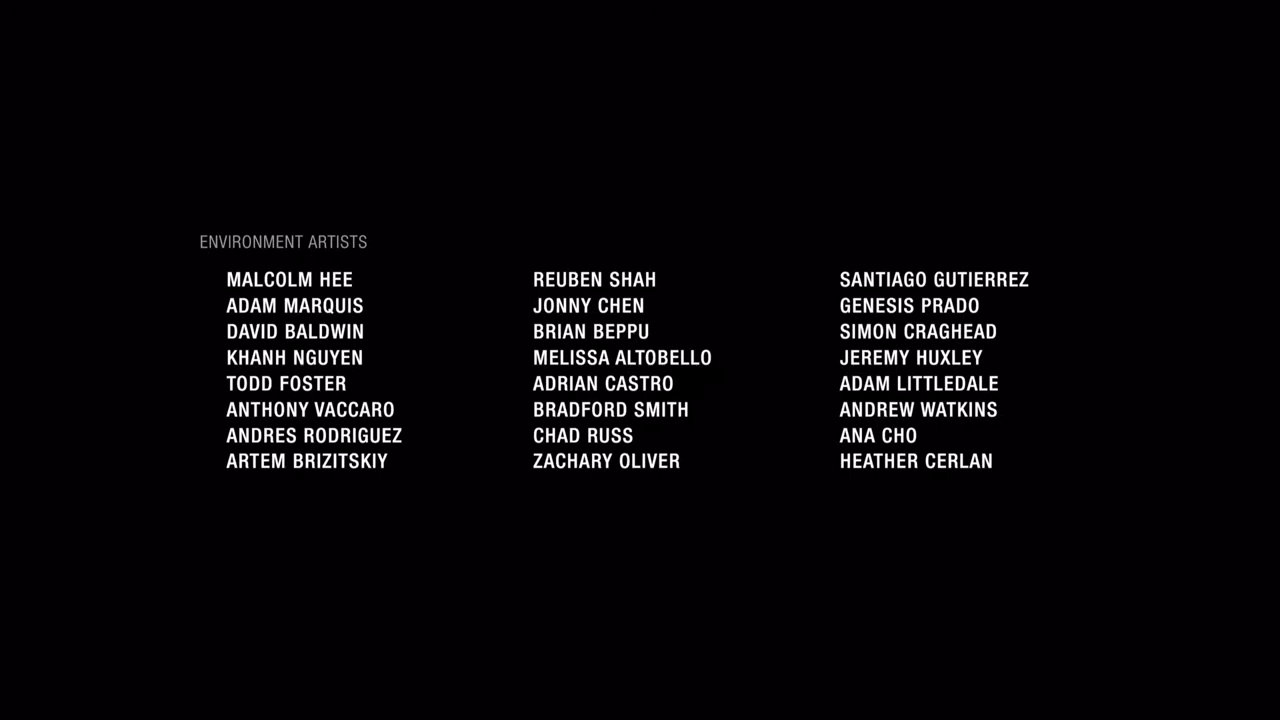 ENVIRONMENT ARTISTS
MALCOLM HEE
ADAM MARQUIS
DAVID BALDWIN
KHANH NGUYEN
TODD FOSTER
ANTHONY VACCARO
ANDRES RODRIGUEZ
ARTEM BRIZITSKIY
REUBEN SHAH
JONNY CHEN
BRIAN BEPPU
MELISSA ALTOBELLO
ADRIAN CASTRO
BRADFORD SMITH
CHAD RUSS
ZACHARY OLIVER
SANTIAGO GUTIERREZ
GENESIS PRADO
SIMON CRAGHEAD
JEREMY HUXLEY
ADAM LITTLEDALE
ANDREW WATKINS
ANA CHO
HEATHER CERLAN